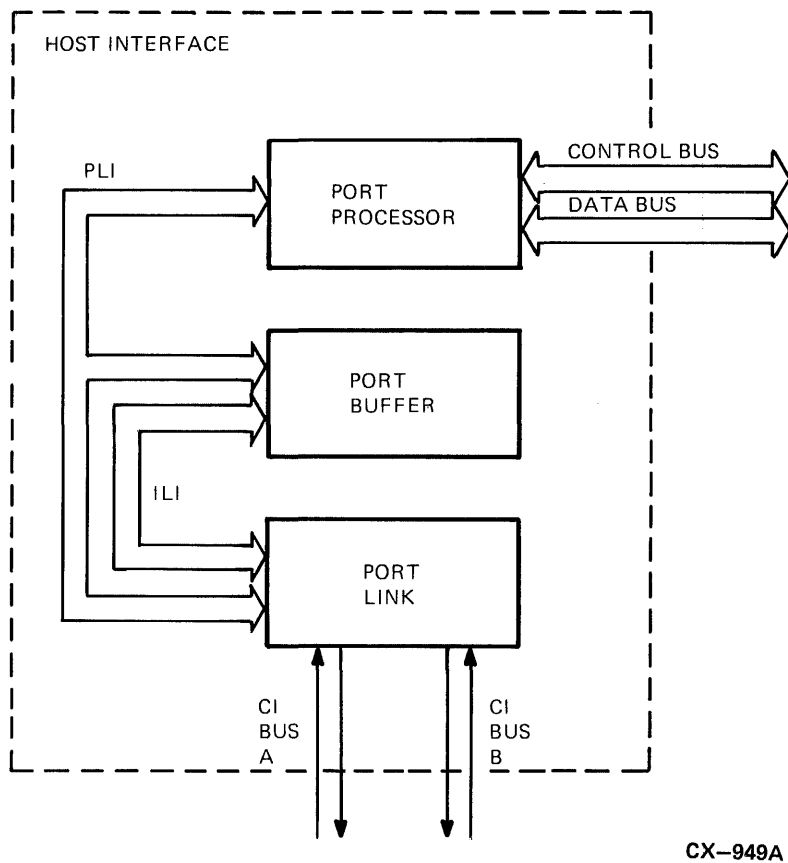 HOST INTERFACE
PLI
PORT
PROCESSOR
CONTROL BUS
DATA BUS
PORT
BUFFER
ILI
PORT
LINK
CI
BUS
A
CI
BUS
B
CX–949A